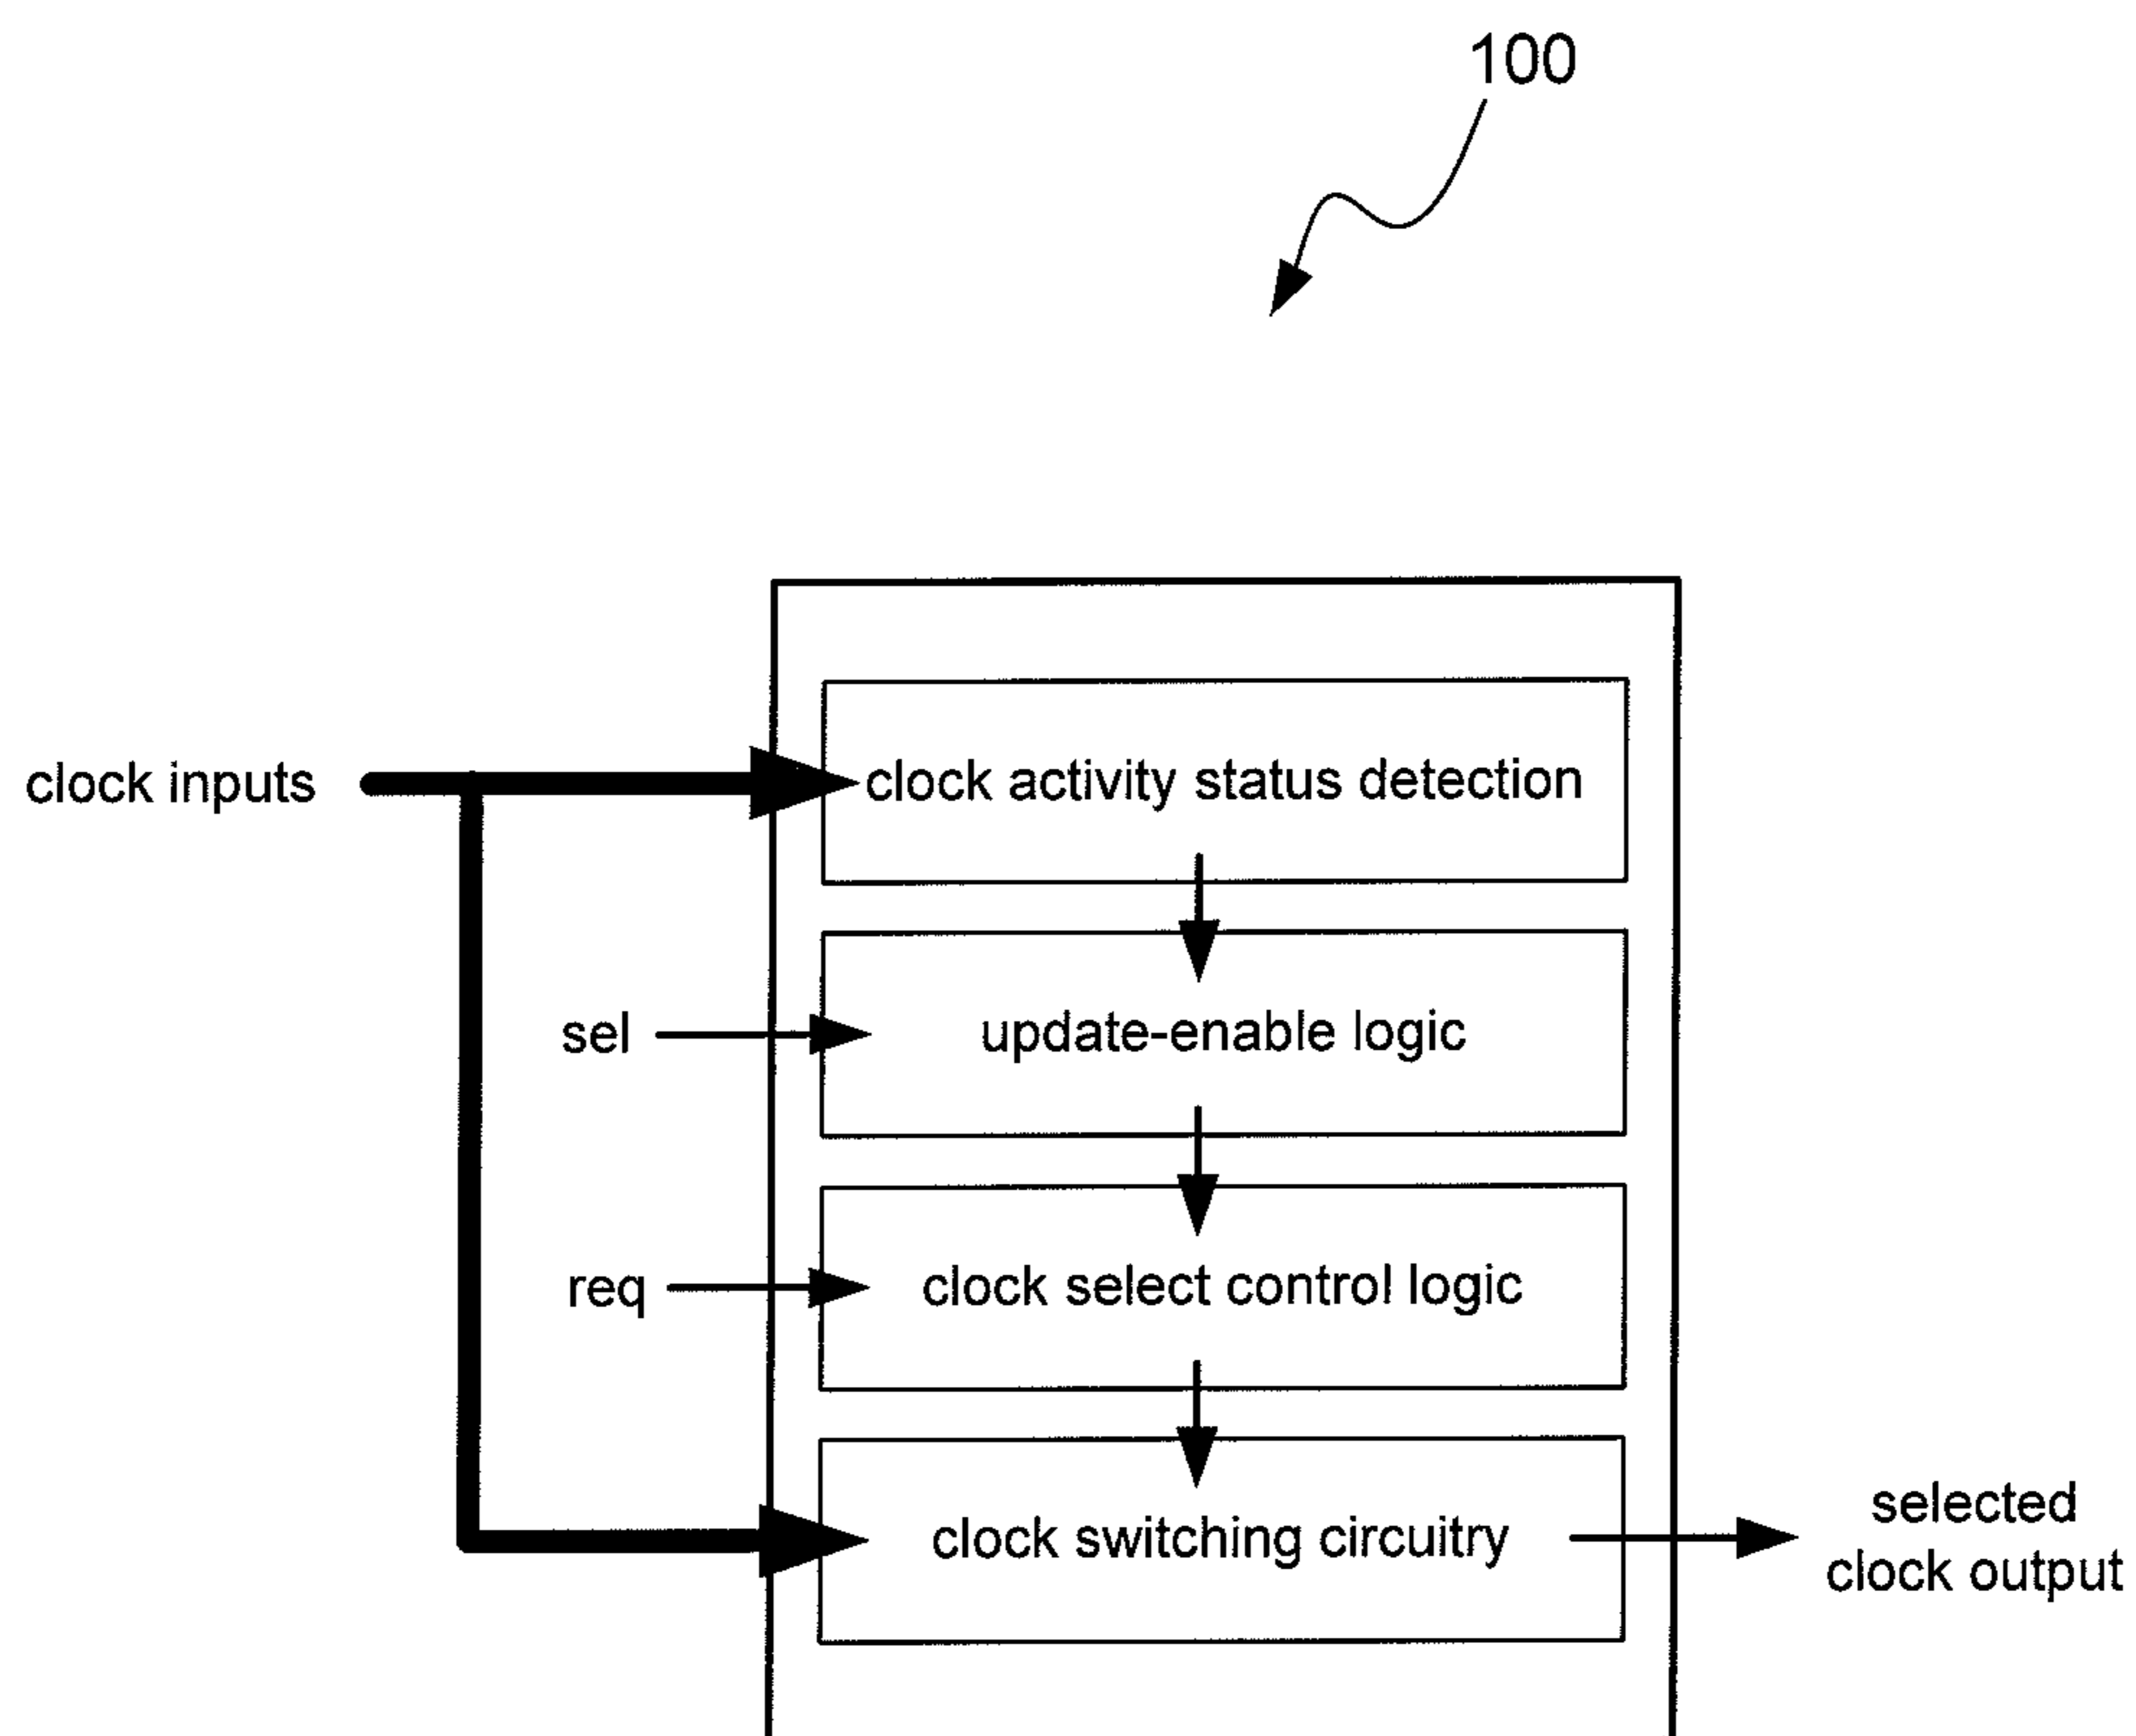 100
clock inputs
clock activity status detection
sel
update-enable logic
req
clock select control logic
clock switching circuitry
selected
clock output